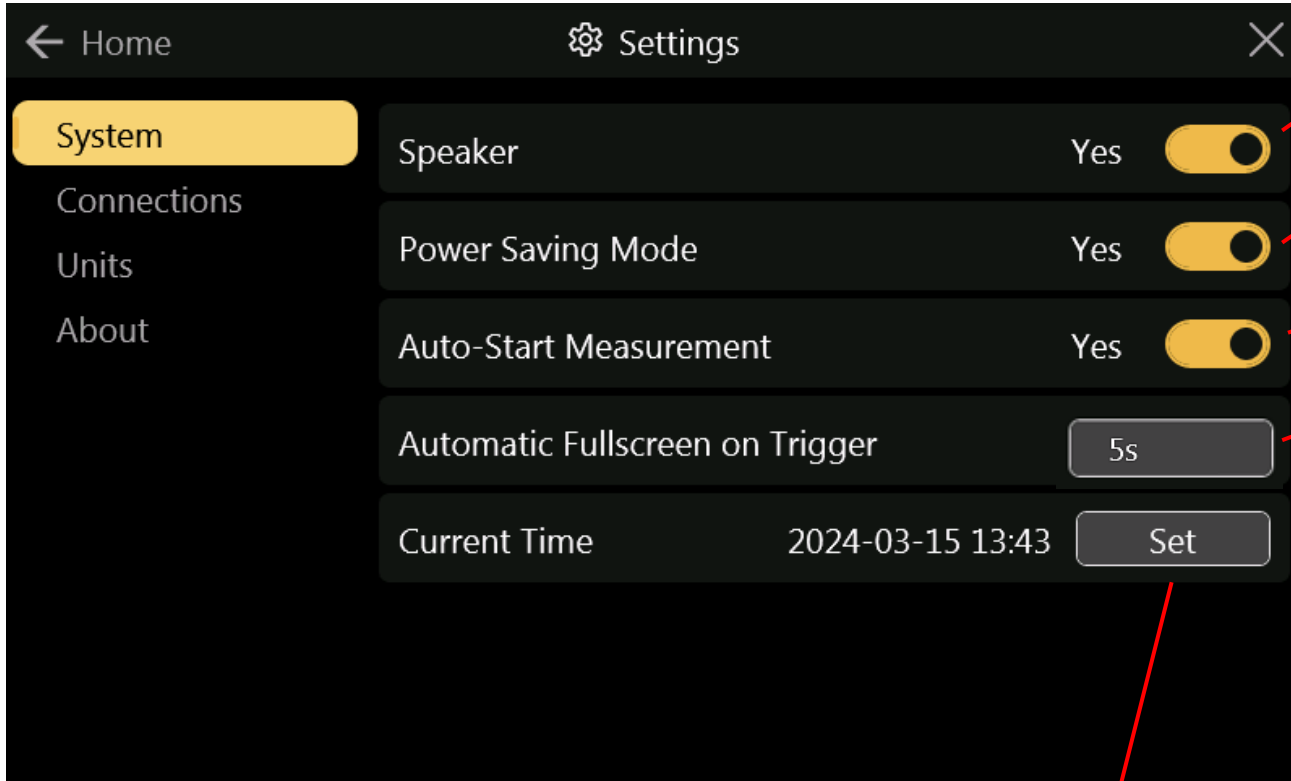 Home
Settings
System
Connections
Units
About
Speaker Yes
Power Saving Mode Yes
Auto-Start Measurement Yes
Automatic Fullscreen on Trigger 5s
Current Time 2024-03-15 13:43 Set